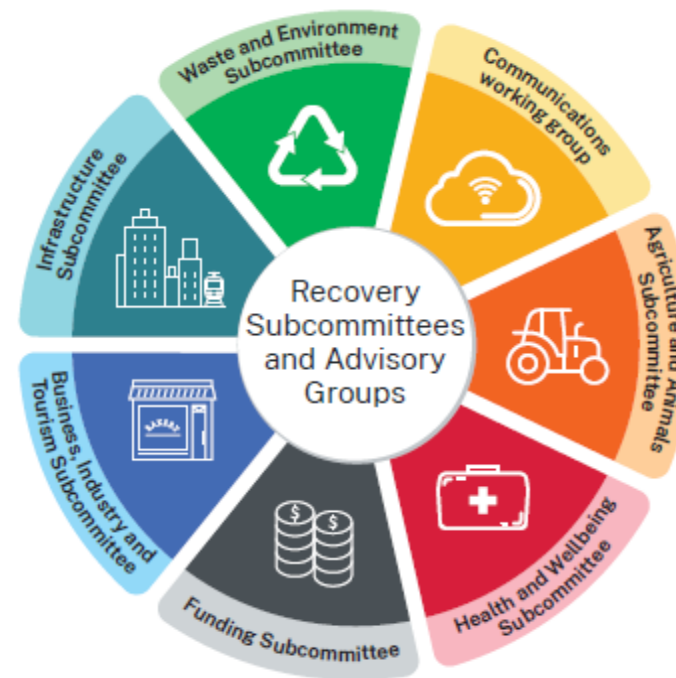 Recovery
Subcommittees
and Advisory
Groups
Waste and Environment
Subcommittee
Communications
working group
Agriculture and Animals
Subcommittee
Health and Wellbeing
Subcommittee
Funding Subcommittee
Business, Industry and
Tourism Subcommittee
Infrastructure
Subcommittee
BAKERY
$
$